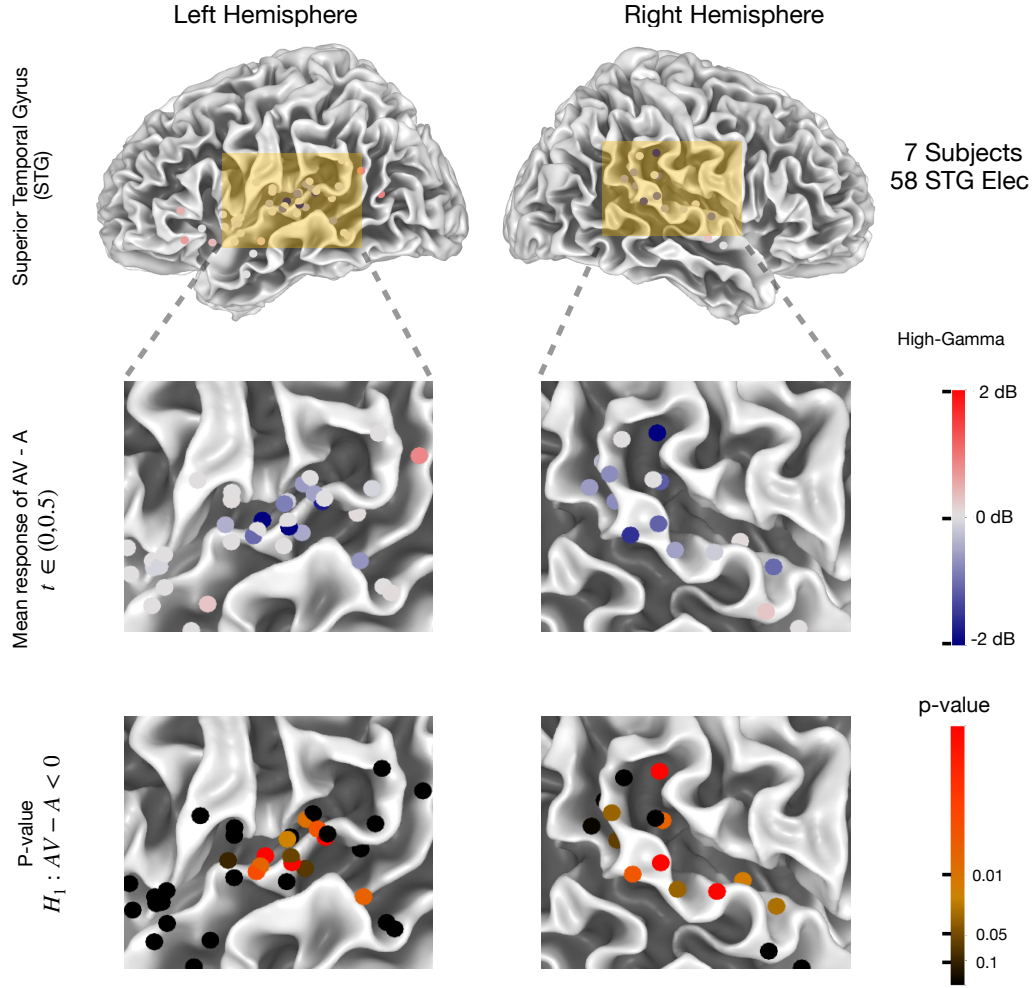 Left Hemisphere
Right Hemisphere
Superior Temporal Gyrus
(STG)
7 Subjects
58 STG Elec
High-Gamma
Mean response of AV - A
t ∈ (0,0.5)
2 dB
0 dB
-2 dB
P-value
H₁ : AV − A < 0
p-value
0.01
0.05
0.1